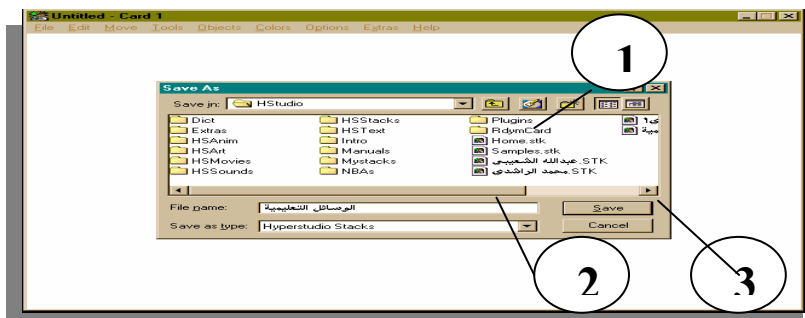 Untitled - Card 1
File Edit Move Tools Objects Colors Options Extras Help
1
Save As
Save in: HStudio
Dict HSStacks Plugins ى1
Extras HSText RdymCard مية
HSAnim Intro Home.stk
HSArt Manuals Samples.stk
HSMovies Mystacks عبدالله الشعيبي.STK
HSSounds NBAs محمد الراشدي.STK
File name: الوسائل التعليمية Save
Save as type: Hyperstudio Stacks Cancel
2 3